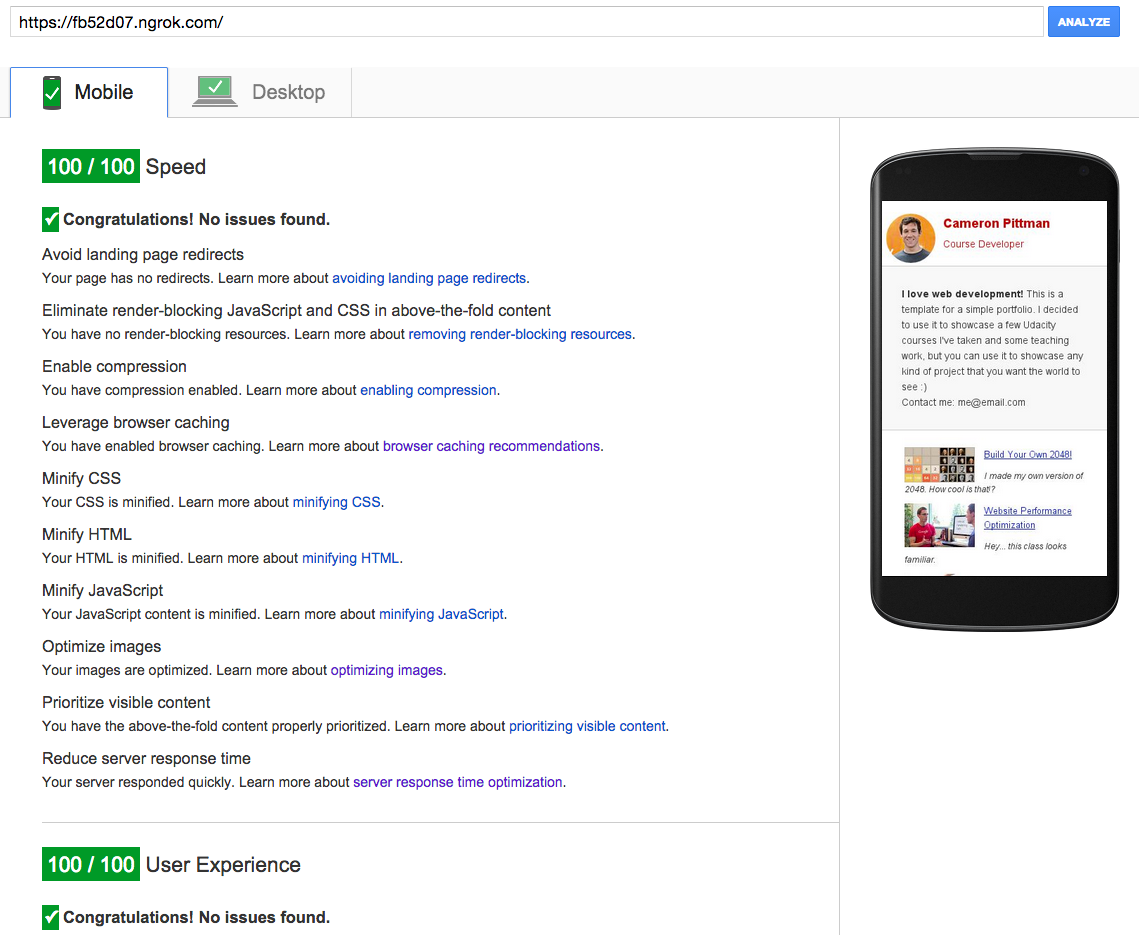 https://fb52d07.ngrok.com/
ANALYZE
Mobile
Desktop
100 / 100 Speed
Congratulations! No issues found.
Avoid landing page redirects
Your page has no redirects. Learn more about avoiding landing page redirects.
Eliminate render-blocking JavaScript and CSS in above-the-fold content
You have no render-blocking resources. Learn more about removing render-blocking resources.
Enable compression
You have compression enabled. Learn more about enabling compression.
Leverage browser caching
You have enabled browser caching. Learn more about browser caching recommendations.
Minify CSS
Your CSS is minified. Learn more about minifying CSS.
Minify HTML
Your HTML is minified. Learn more about minifying HTML.
Minify JavaScript
Your JavaScript content is minified. Learn more about minifying JavaScript.
Optimize images
Your images are optimized. Learn more about optimizing images.
Prioritize visible content
You have the above-the-fold content properly prioritized. Learn more about prioritizing visible content.
Reduce server response time
Your server responded quickly. Learn more about server response time optimization.
100 / 100 User Experience
Congratulations! No issues found.
Cameron Pittman
Course Developer
I love web development! This is a
template for a simple portfolio. I decided
to use it to showcase a few Udacity
courses I've taken and some teaching
work, but you can use it to showcase any
kind of project that you want the world to
see :)
Contact me: me@email.com
Build Your Own 2048!
I made my own version of
2048. How cool is that!?
Website Performance
Optimization
Hey... this class looks
familiar.